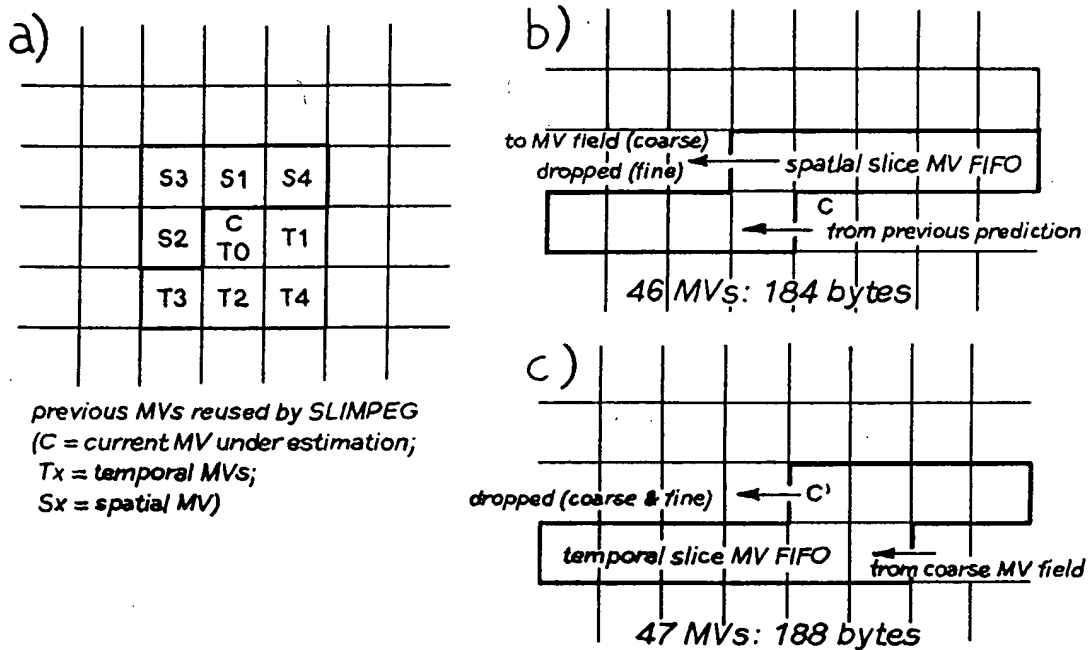 a)
S3 S1 S4
S2 C T0 T1
T3 T2 T4
previous MVs reused by SLIMPEG
(C = current MV under estimation;
Tx = temporal MVs;
Sx = spatial MV)
b)
to MV field (coarse)
dropped (fine)
spatial slice MV FIFO
C
from previous prediction
46 MVs: 184 bytes
c)
dropped (coarse & fine)
C'
temporal slice MV FIFO
from coarse MV field
47 MVs: 188 bytes